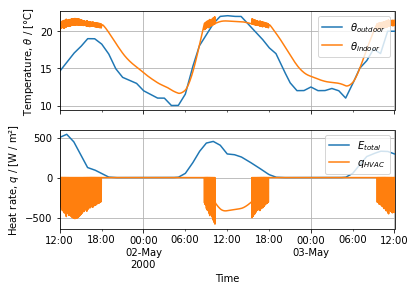 Temperature, θ / [°C]
20
15
10
θoutdoor
θindoor
Heat rate, q / [W / m²]
500
0
−500
Etotal
qHVAC
12:00 18:00 00:00 06:00 12:00 18:00 00:00 06:00 12:00
02-May 03-May
2000
Time